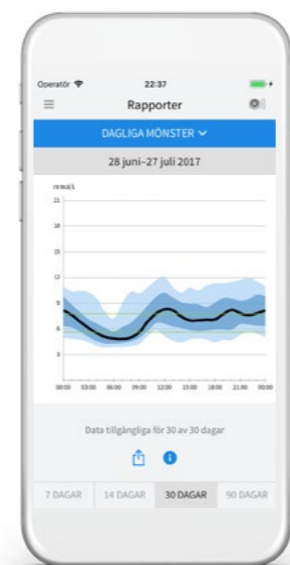 Operatör 22:37
Rapporter
DAGLIGA MÖNSTER
28 juni–27 juli 2017
mmol/L
21
18
15
12
9
6
3
00:00 03:00 06:00 09:00 12:00 15:00 18:00 21:00 00:00
Data tillgängliga för 30 av 30 dagar
7 DAGAR 14 DAGAR 30 DAGAR 90 DAGAR